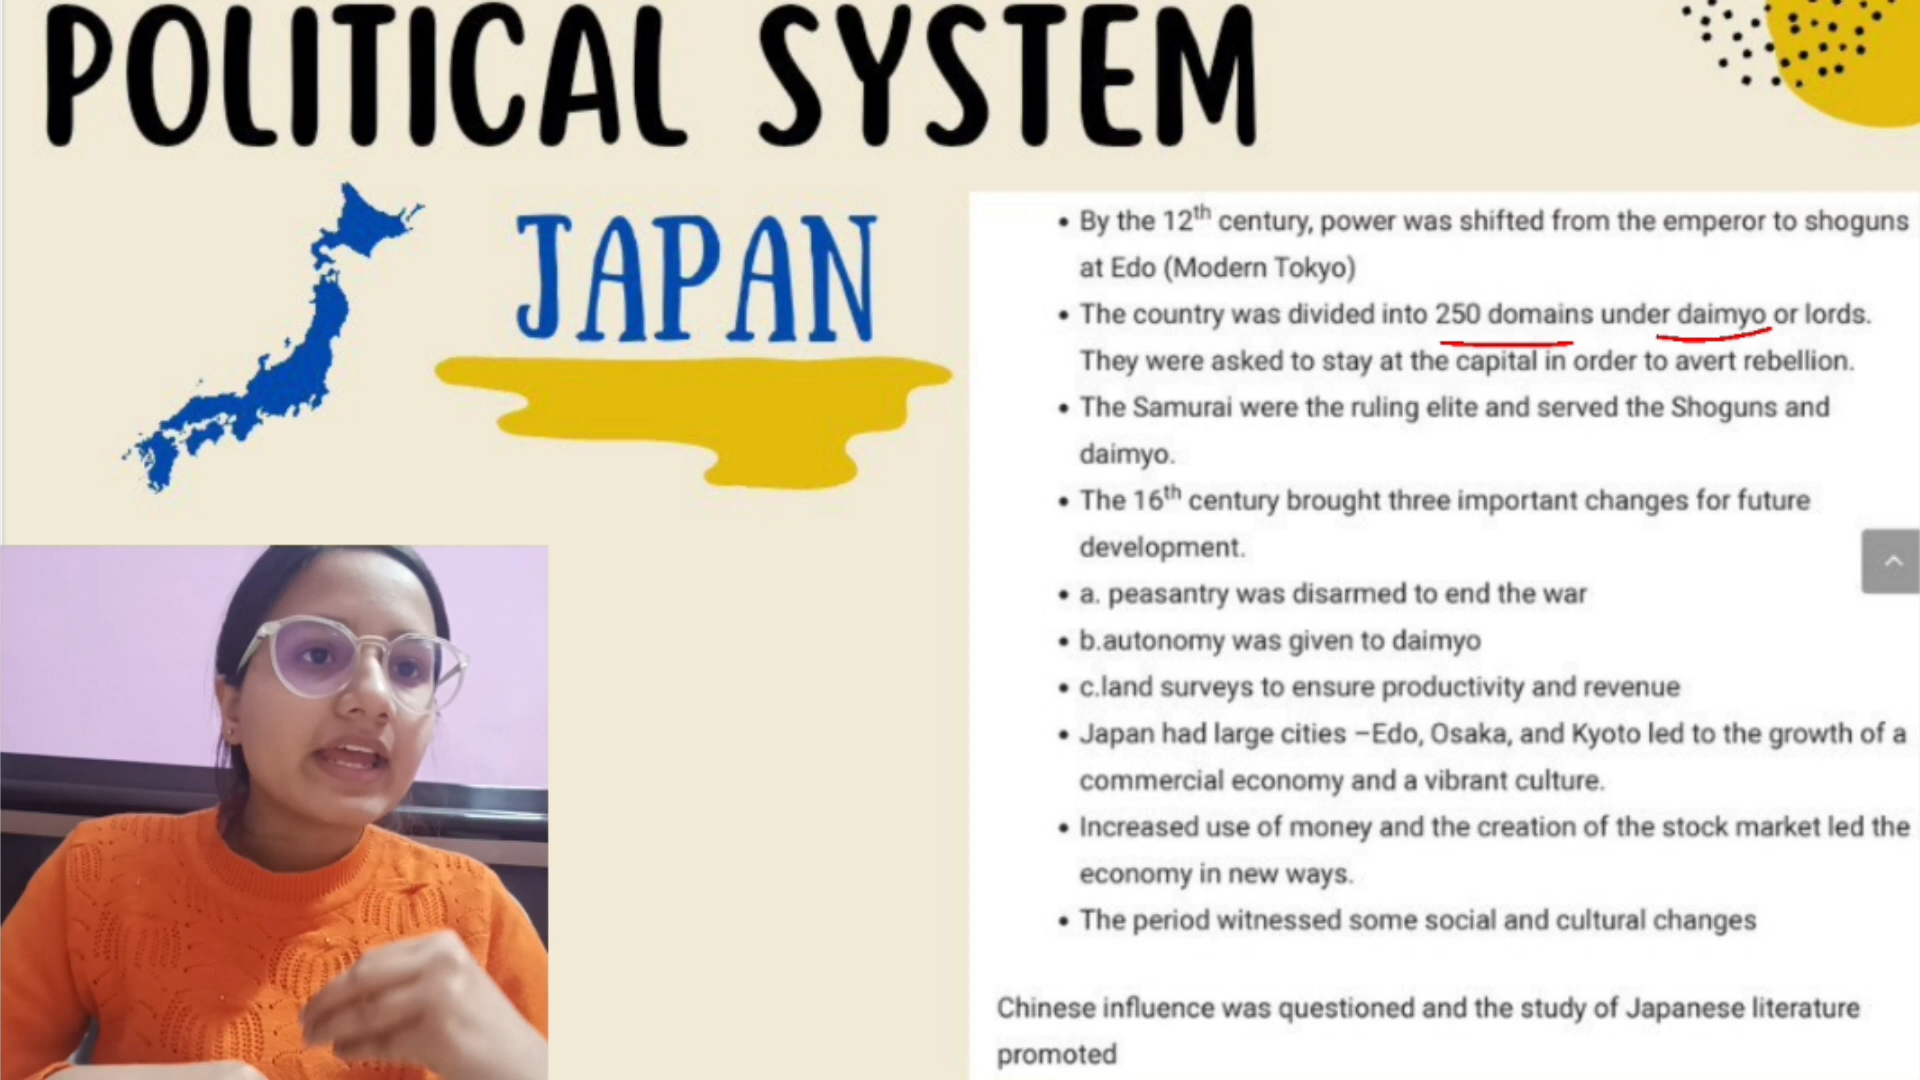 POLITICAL SYSTEM
JAPAN
• By the 12th century, power was shifted from the emperor to shoguns
at Edo (Modern Tokyo)
• The country was divided into 250 domains under daimyo or lords.
They were asked to stay at the capital in order to avert rebellion.
• The Samurai were the ruling elite and served the Shoguns and
daimyo.
• The 16th century brought three important changes for future
development.
• a. peasantry was disarmed to end the war
• b.autonomy was given to daimyo
• c.land surveys to ensure productivity and revenue
• Japan had large cities –Edo, Osaka, and Kyoto led to the growth of a
commercial economy and a vibrant culture.
• Increased use of money and the creation of the stock market led the
economy in new ways.
• The period witnessed some social and cultural changes
Chinese influence was questioned and the study of Japanese literature
promoted